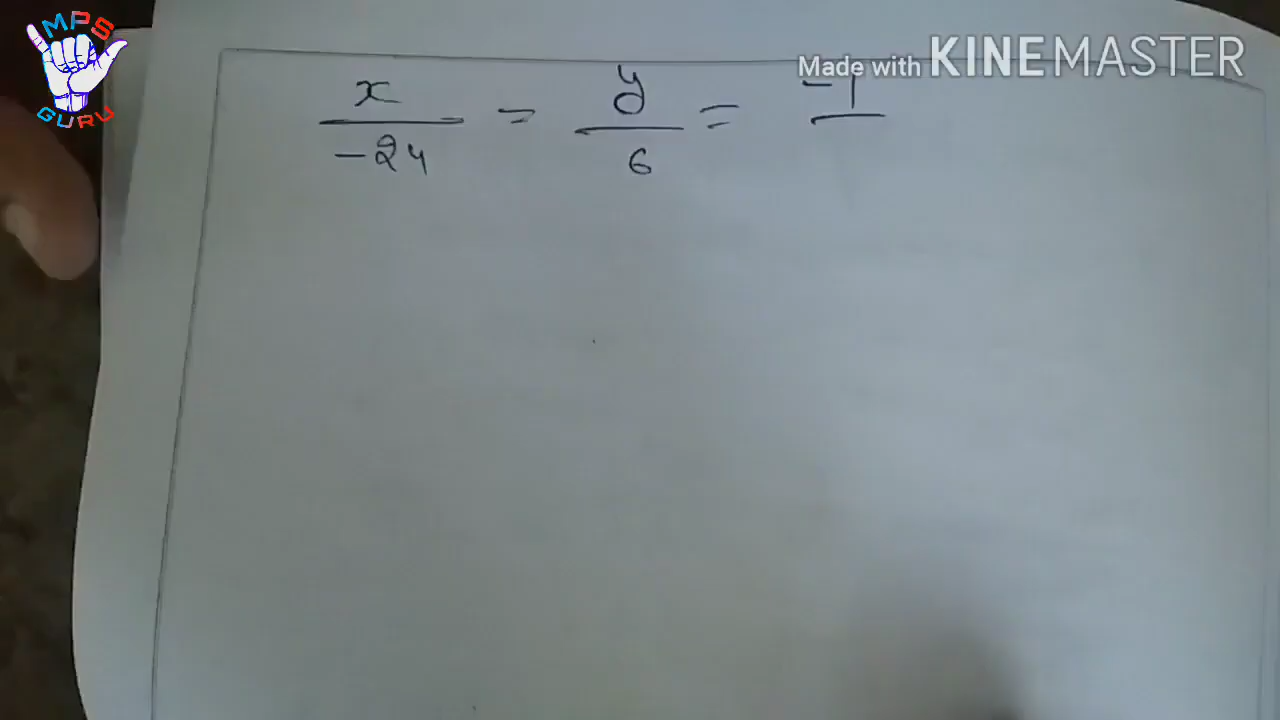 MPS
GURU
Made with KINEMASTER
x/-24 = y/6 = -1/